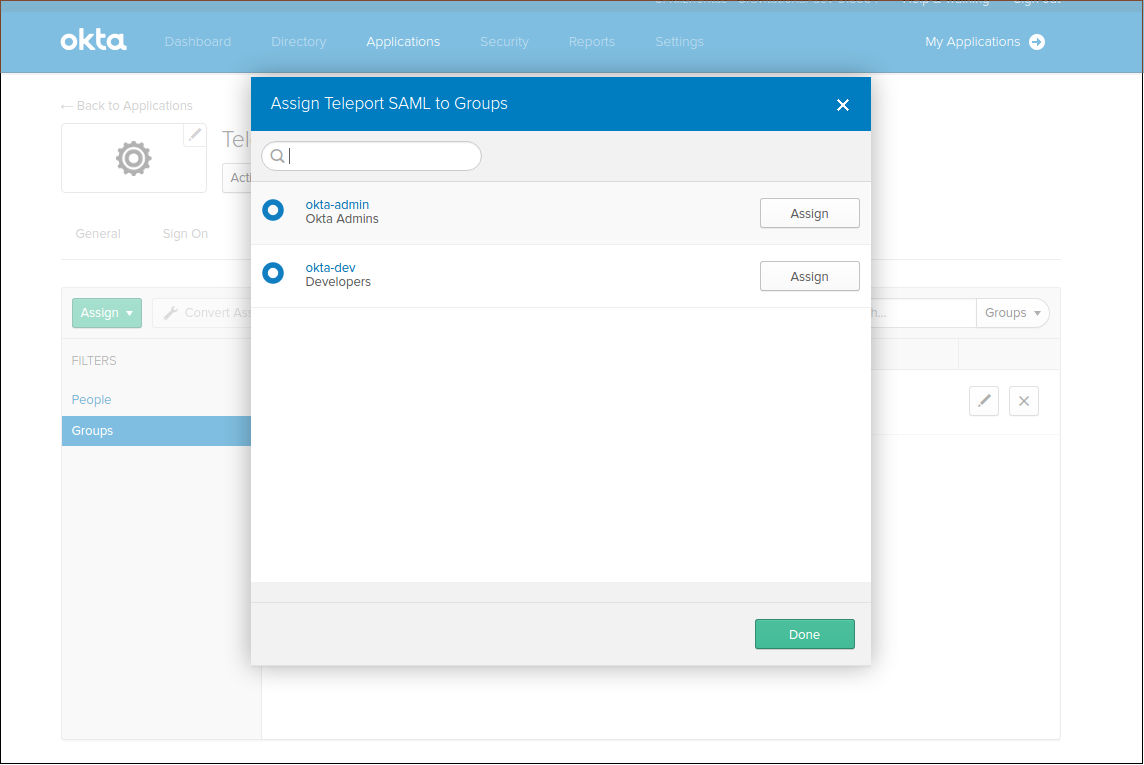 Help & Training
Sign out
okta
Dashboard
Directory
Applications
Security
Reports
Settings
My Applications
← Back to Applications
Tel
Acti
General
Sign On
Assign
Convert Ass
h...
Groups
FILTERS
People
Groups
Assign Teleport SAML to Groups
okta-admin
Okta Admins
Assign
okta-dev
Developers
Assign
Done